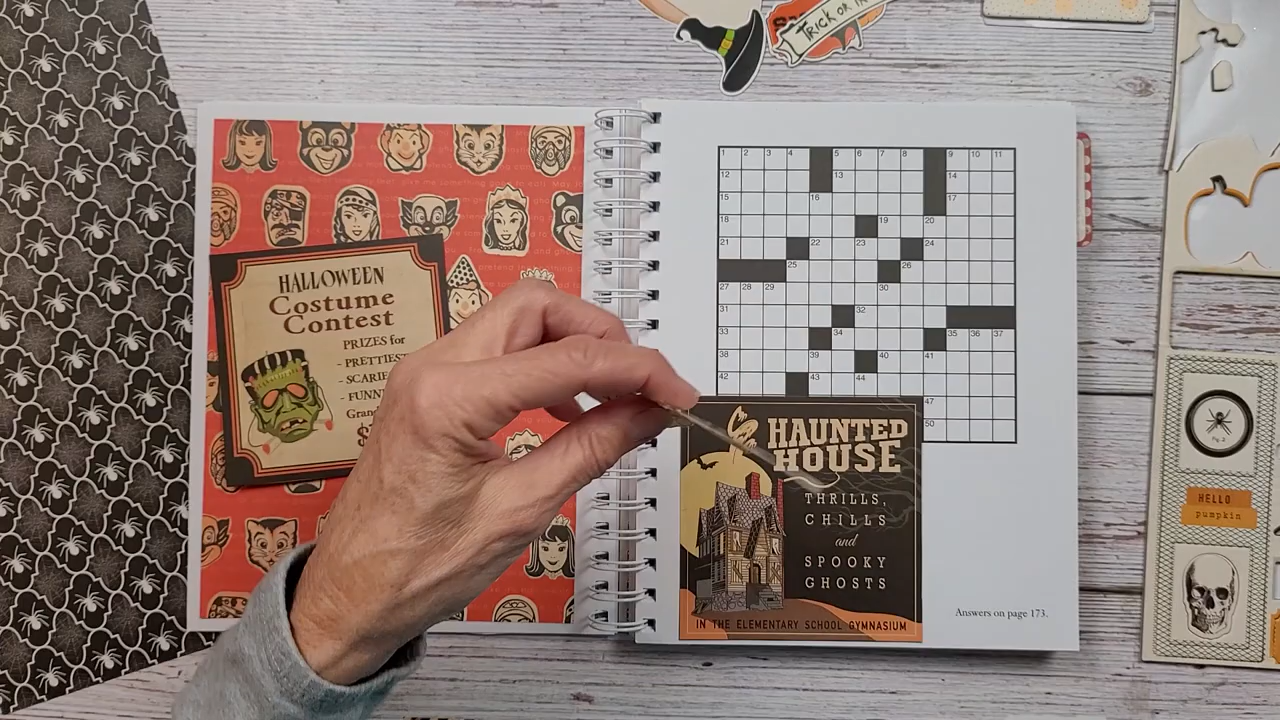 TRICK OR
HALLOWEEN
Costume
Contest
PRIZES for
- PRETTIEST
- SCARIE
- FUNN
Gran
$
1 2 3 4 5 6 7 8 9 10 11
12 13 14
15 16 17
18 19 20
21 22 23 24
25 26
27 28 29 30
31 32
33 34 35 36 37
38 39 40 41
42 43 44
47
50
HAUNTED
HOUSE
THRILLS,
CHILLS
and
SPOOKY
GHOSTS
IN THE ELEMENTARY SCHOOL GYMNASIUM
Answers on page 173.
fig. 2
HELLO
pumpkin